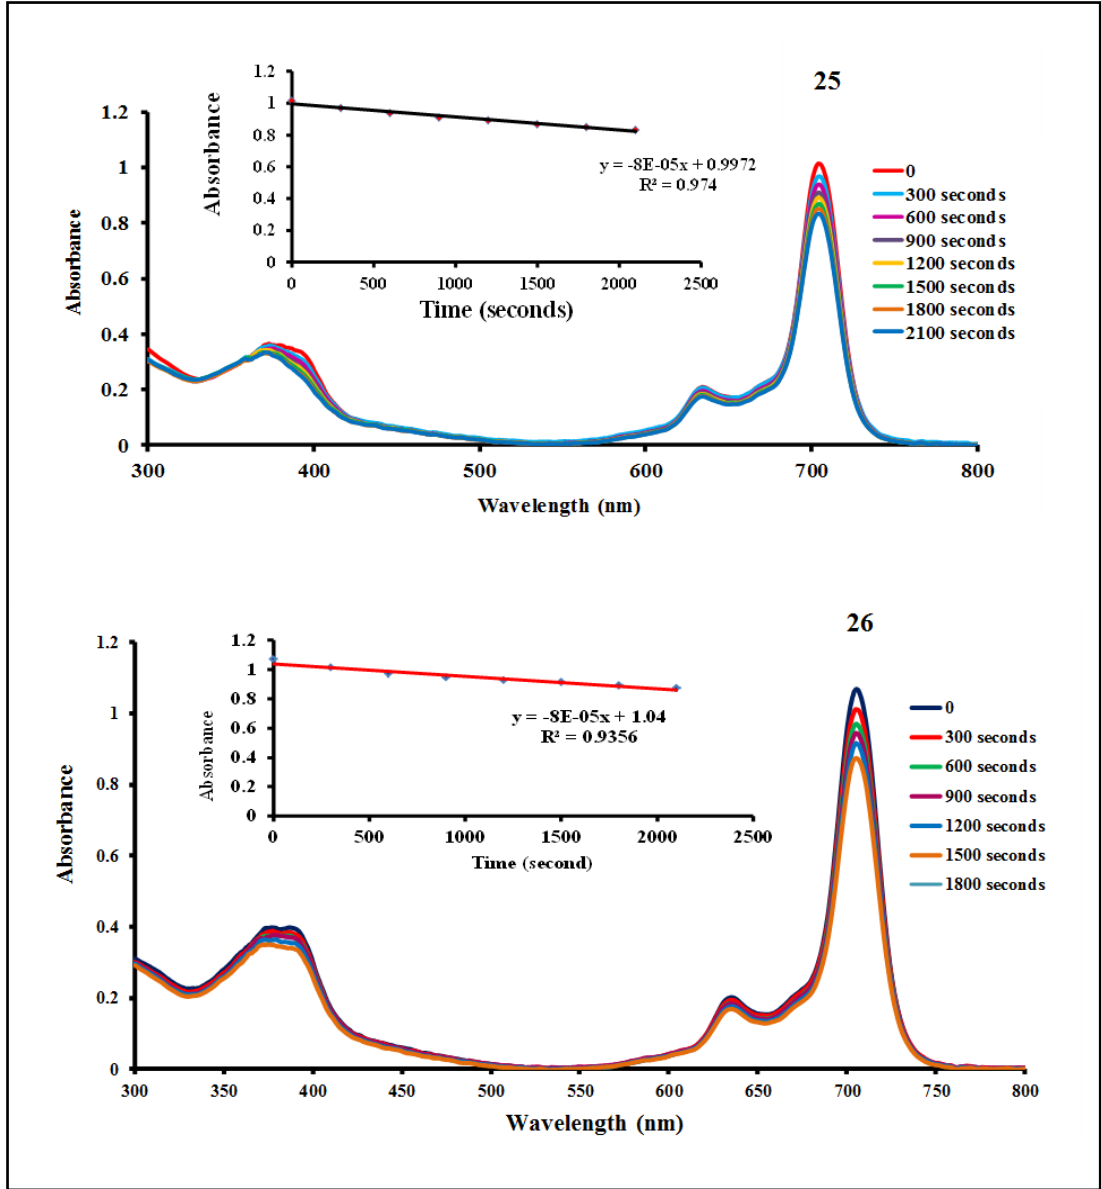 25
Absorbance
1.2
1
0.8
0.6
0.4
0.2
0
0 500 1000 1500 2000 2500
Time (seconds)
y = -8E-05x + 0.9972
R² = 0.974
Absorbance
1.2
1
0.8
0.6
0.4
0.2
0
300 400 500 600 700 800
Wavelength (nm)
0
300 seconds
600 seconds
900 seconds
1200 seconds
1500 seconds
1800 seconds
2100 seconds
26
Absorbance
1.2
1
0.8
0.6
0.4
0.2
0
0 500 1000 1500 2000 2500
Time (second)
y = -8E-05x + 1.04
R² = 0.9356
Absorbance
1.2
1
0.8
0.6
0.4
0.2
0
300 350 400 450 500 550 600 650 700 750 800
Wavelength (nm)
0
300 seconds
600 seconds
900 seconds
1200 seconds
1500 seconds
1800 seconds